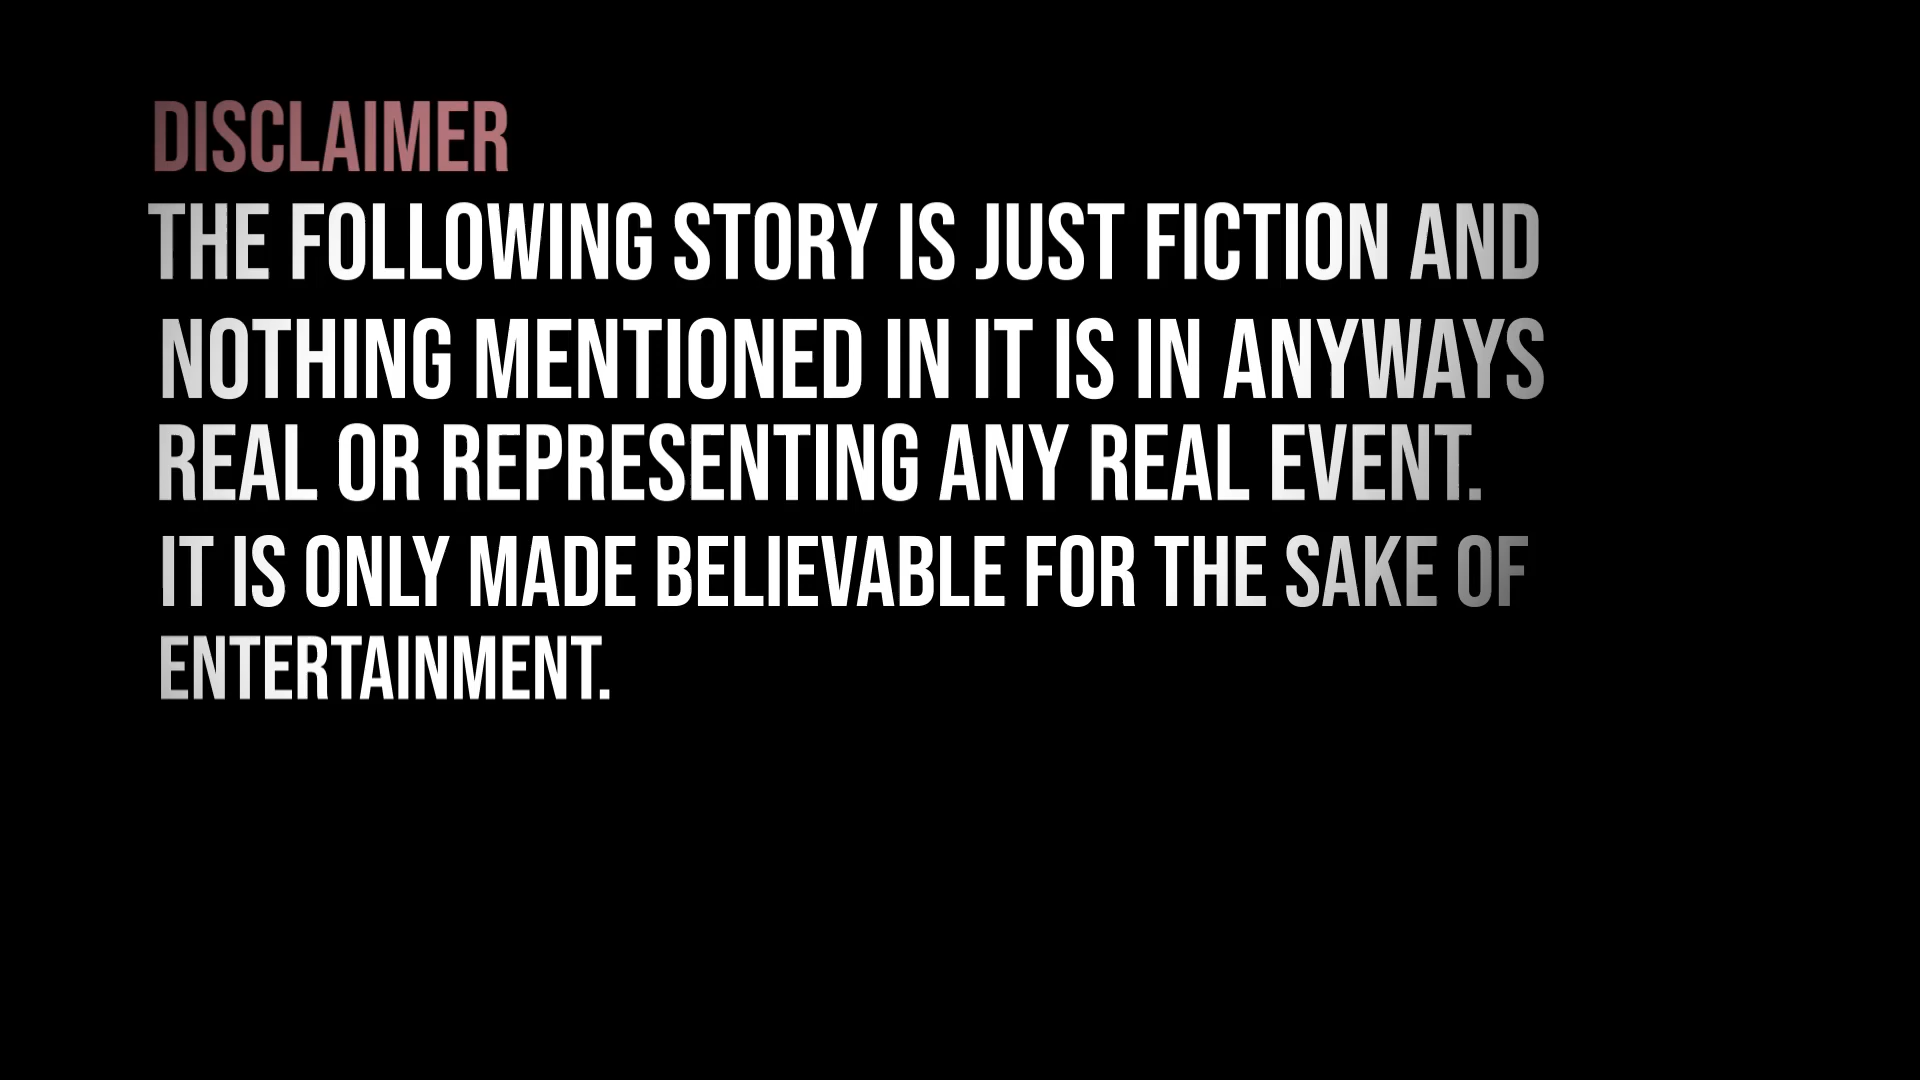 DISCLAIMER
THE FOLLOWING STORY IS JUST FICTION AND
NOTHING MENTIONED IN IT IS IN ANYWAYS
REAL OR REPRESENTING ANY REAL EVENT.
IT IS ONLY MADE BELIEVABLE FOR THE SAKE OF
ENTERTAINMENT.